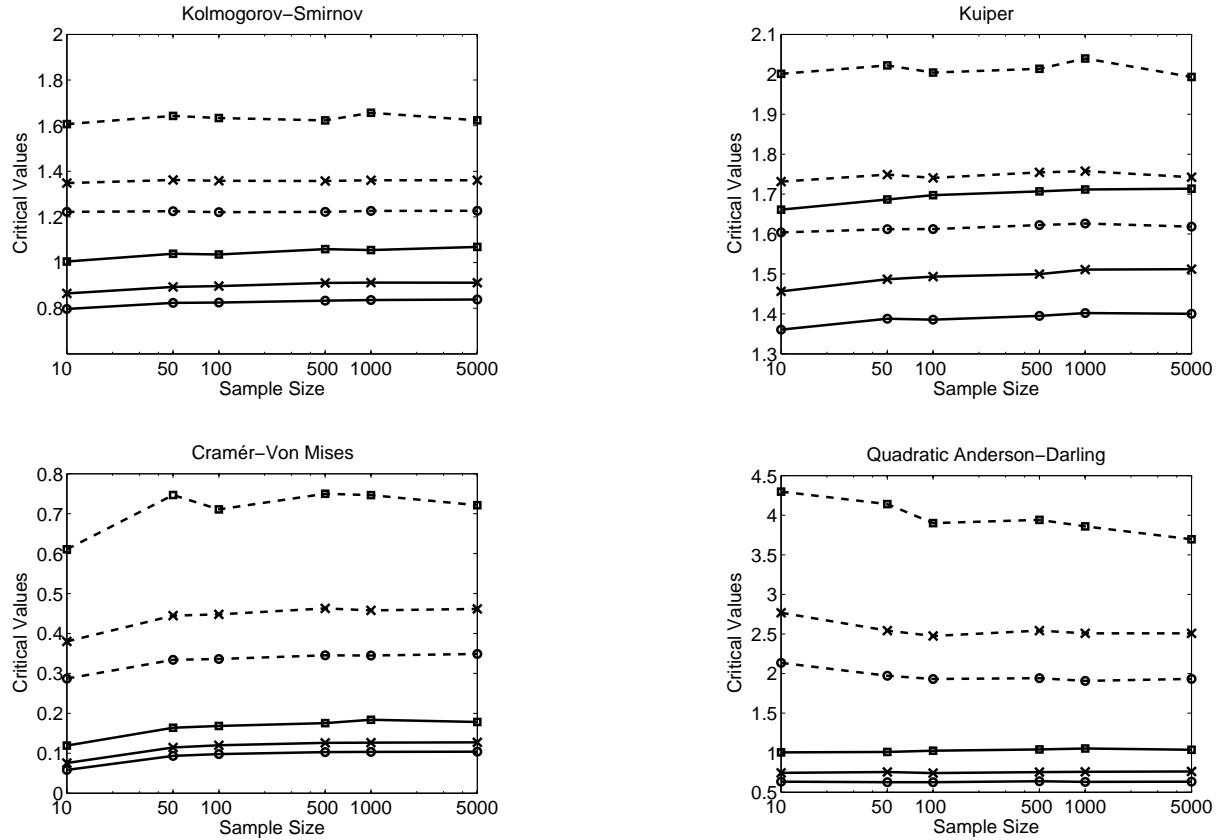 Kolmogorov−Smirnov
2
1.8
1.6
1.4
1.2
1
0.8
Critical Values
10 50 100 500 1000 5000
Sample Size
Kuiper
2.1
2
1.9
1.8
1.7
1.6
1.5
1.4
1.3
Critical Values
10 50 100 500 1000 5000
Sample Size
Cramér−Von Mises
0.8
0.7
0.6
0.5
0.4
0.3
0.2
0.1
0
Critical Values
10 50 100 500 1000 5000
Sample Size
Quadratic Anderson−Darling
4.5
4
3.5
3
2.5
2
1.5
1
0.5
Critical Values
10 50 100 500 1000 5000
Sample Size